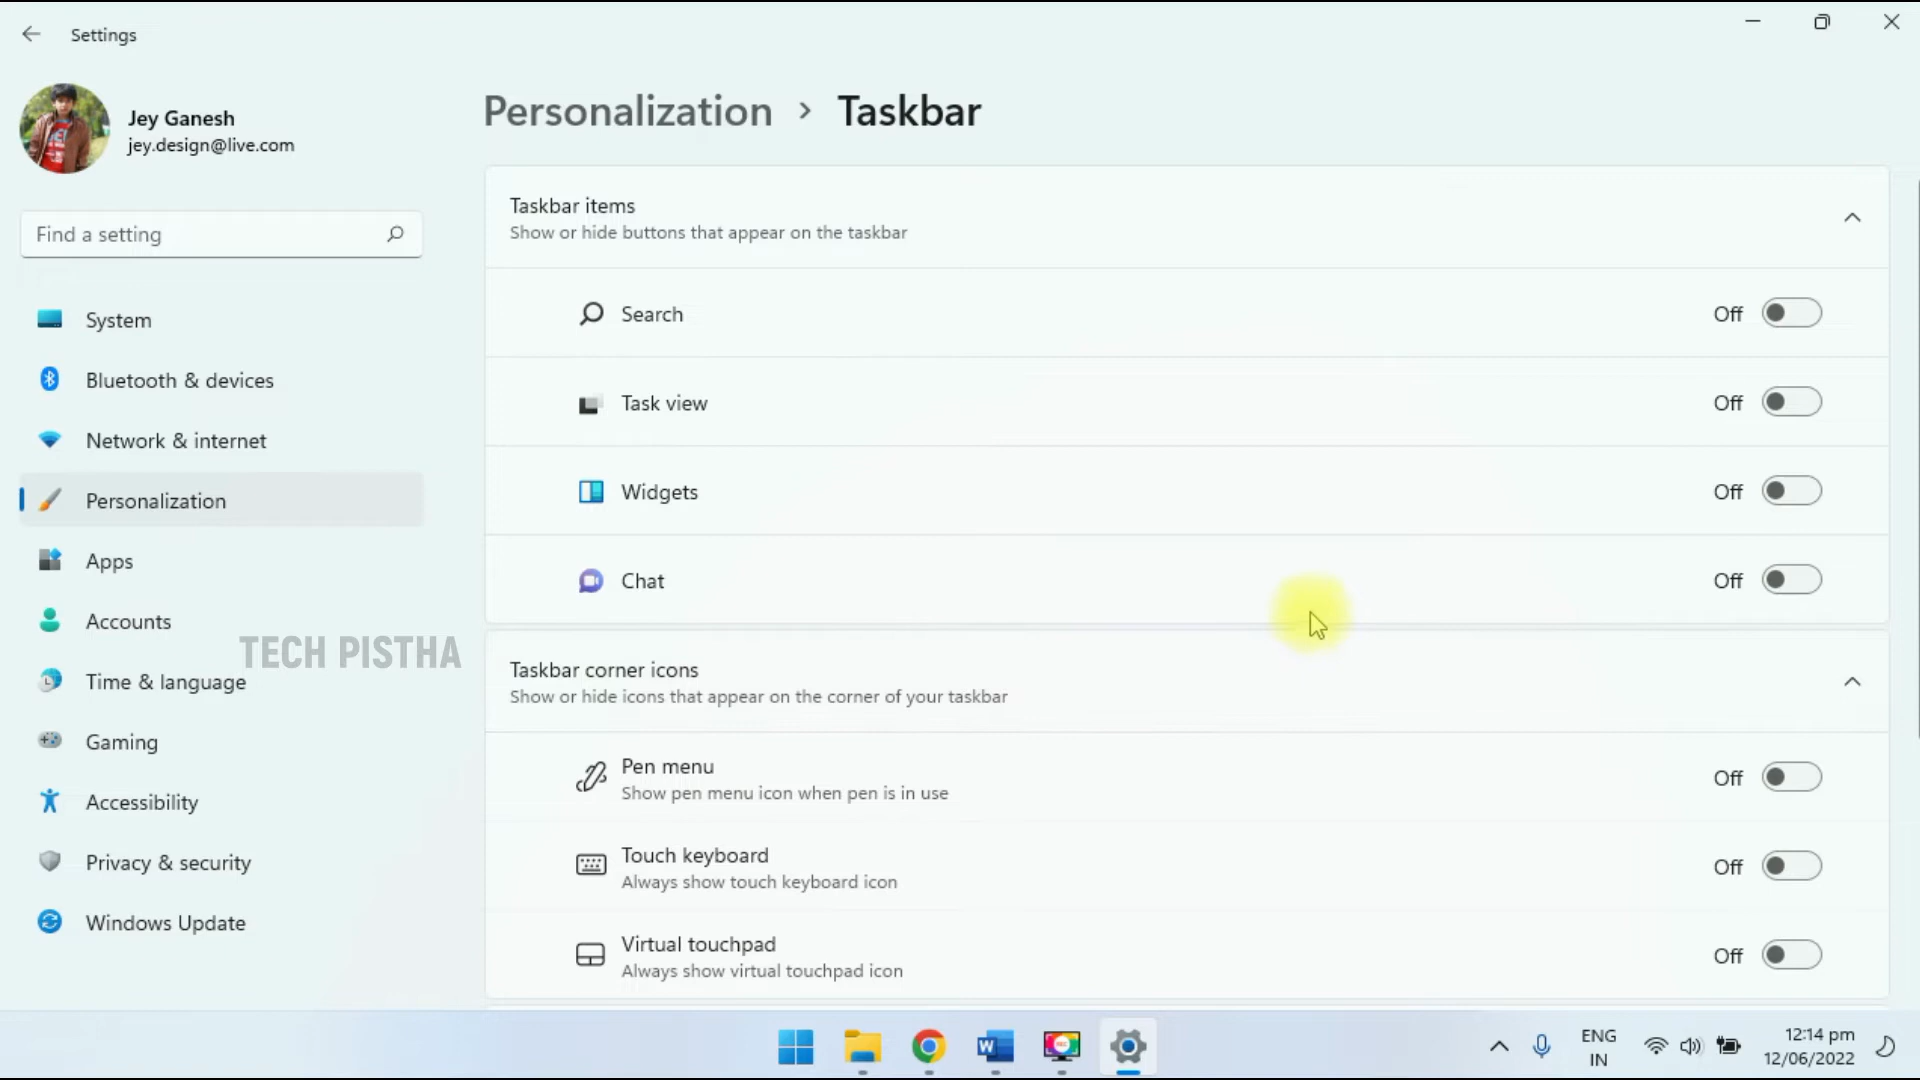 Settings
Jey Ganesh
jey.design@live.com
Find a setting
System
Bluetooth & devices
Network & internet
Personalization
Apps
Accounts
TECH PISTHA
Time & language
Gaming
Accessibility
Privacy & security
Windows Update
Personalization > Taskbar
Taskbar items
Show or hide buttons that appear on the taskbar
Search Off
Task view Off
Widgets Off
Chat Off
Taskbar corner icons
Show or hide icons that appear on the corner of your taskbar
Pen menu
Show pen menu icon when pen is in use
Off
Touch keyboard
Always show touch keyboard icon
Off
Virtual touchpad
Always show virtual touchpad icon
Off
W
ENG
IN
12:14 pm
12/06/2022